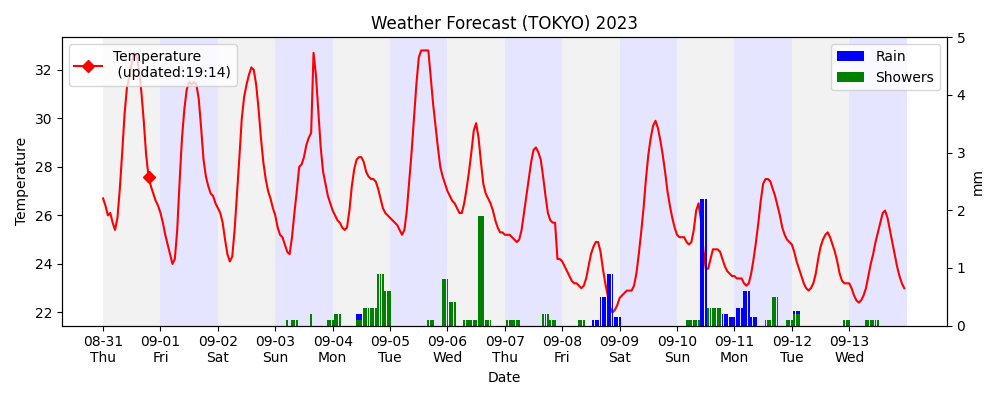 Weather Forecast (TOKYO) 2023
Temperature
(updated:19:14)
Rain
Showers
Temperature
32
30
28
26
24
22
mm
5
4
3
2
1
0
08-31 09-01 09-02 09-03 09-04 09-05 09-06 09-07 09-08 09-09 09-10 09-11 09-12 09-13
Thu Fri Sat Sun Mon Tue Wed Thu Fri Sat Sun Mon Tue Wed
Date